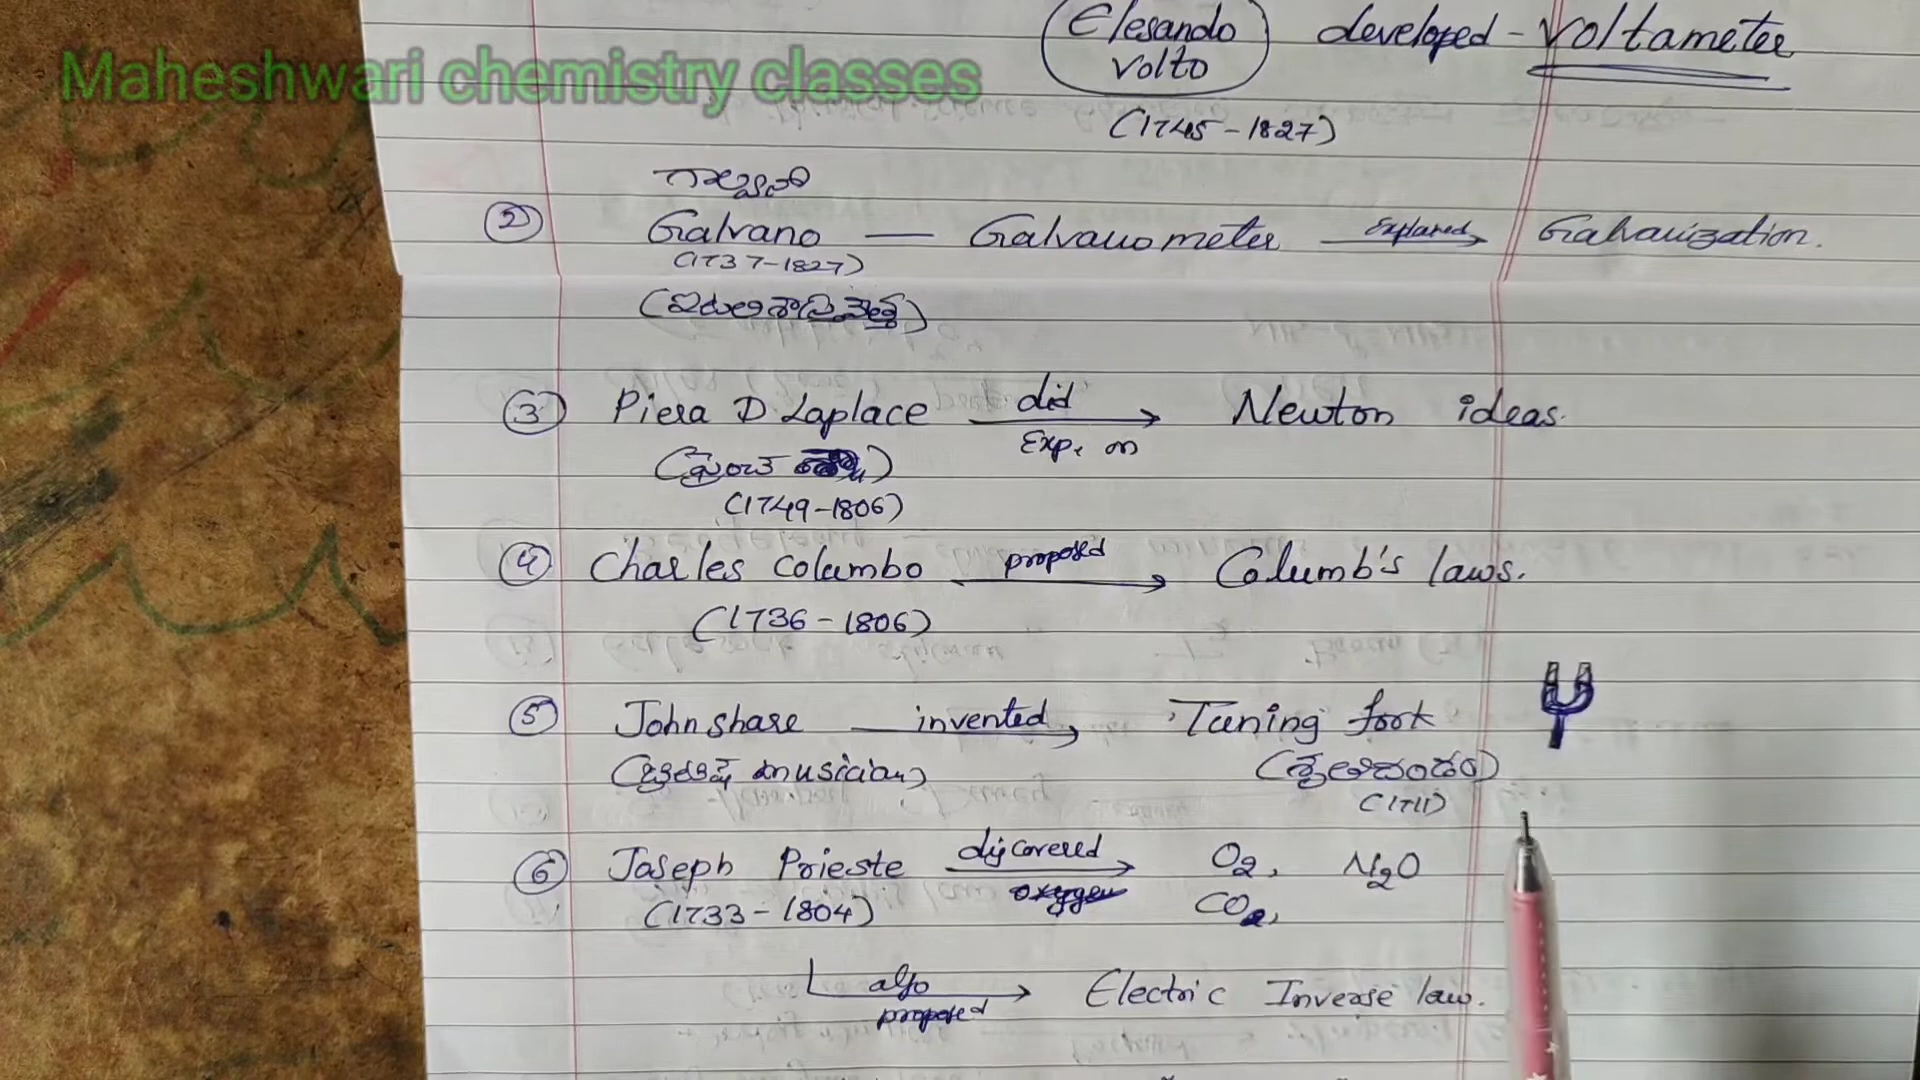 Maheshwari chemistry classes
Elesando developed - Voltameter
Volto
(1745-1827)
ಗಾಲ್ವನಿ
② Galvano — Galvanometer explained Galvanization.
(1737-1827)
③ Piera D Laplace did Newton ideas.
Exp. on
(1749-1806)
④ Charles Columbo proposed Columb's laws.
(1736-1806)
⑤ John share invented Tuning fork
musician)
(1711)
⑥ Joseph Prieste discovered O2, N2O
oxygen
(1733-1804) CO2,
also Electric Inverse law.
proposed